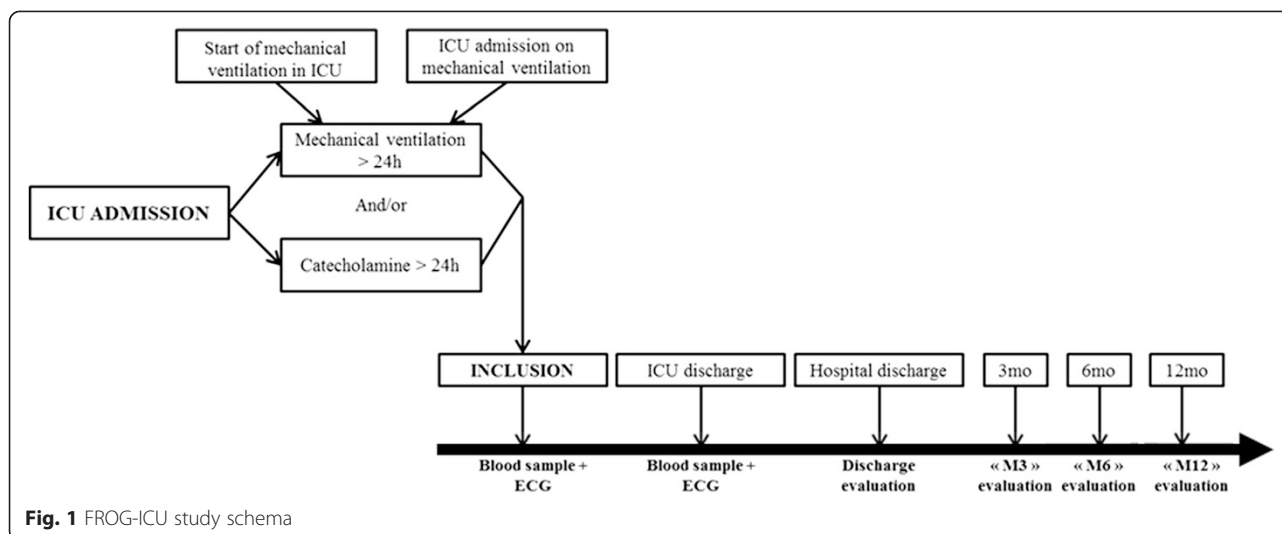 Start of mechanical
ventilation in ICU
ICU admission on
mechanical ventilation
Mechanical ventilation
> 24h
ICU ADMISSION
And/or
Catecholamine > 24h
INCLUSION
ICU discharge
Hospital discharge
3mo
6mo
12mo
Blood sample +
ECG
Blood sample +
ECG
Discharge
evaluation
« M3 »
evaluation
« M6 »
evaluation
« M12 »
evaluation
Fig. 1 FROG-ICU study schema